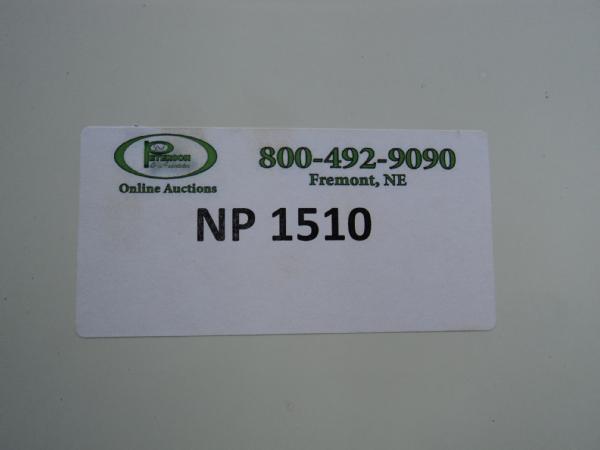 PETERSON
800-492-9090
Online Auctions
Fremont, NE
NP 1510